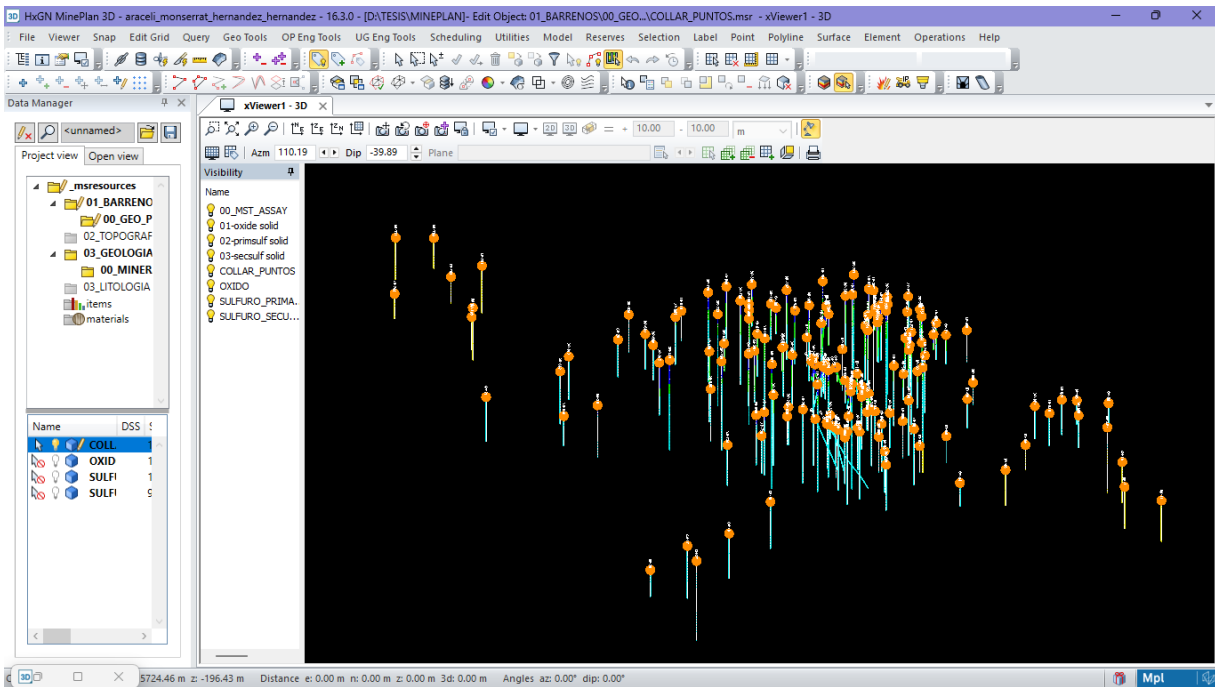 HxGN MinePlan 3D - araceli_monserrat_hernandez_hernandez - 16.3.0 - [D:\TESIS\MINEPLAN]- Edit Object: 01_BARRENOS\00_GEO...\COLLAR_PUNTOS.msr - xViewer1 - 3D
File Viewer Snap Edit Grid Query Geo Tools OP Eng Tools UG Eng Tools Scheduling Utilities Model Reserves Selection Label Point Polyline Surface Element Operations Help
Data Manager
xViewer1 - 3D
<unnamed>
2D 3D
10.00 10.00 m
Project view Open view
Azm 110.19 Dip -39.89 Plane
Visibility
Name
_msresources
01_BARRENO
00_GEO_P
02_TOPOGRAF
03_GEOLOGIA
00_MINER
03_LITOLOGIA
items
materials
00_MST_ASSAY
01-oxide solid
02-primsulf solid
03-secsulf solid
COLLAR_PUNTOS
OXIDO
SULFURO_PRIMA.
SULFURO_SECU...
Name DSS
COLL
OXID 1
SULFI 1
SULFI 9
3D
5724.46 m z: -196.43 m Distance e: 0.00 m n: 0.00 m z: 0.00 m 3d: 0.00 m Angles az: 0.00° dip: 0.00°
Mpl